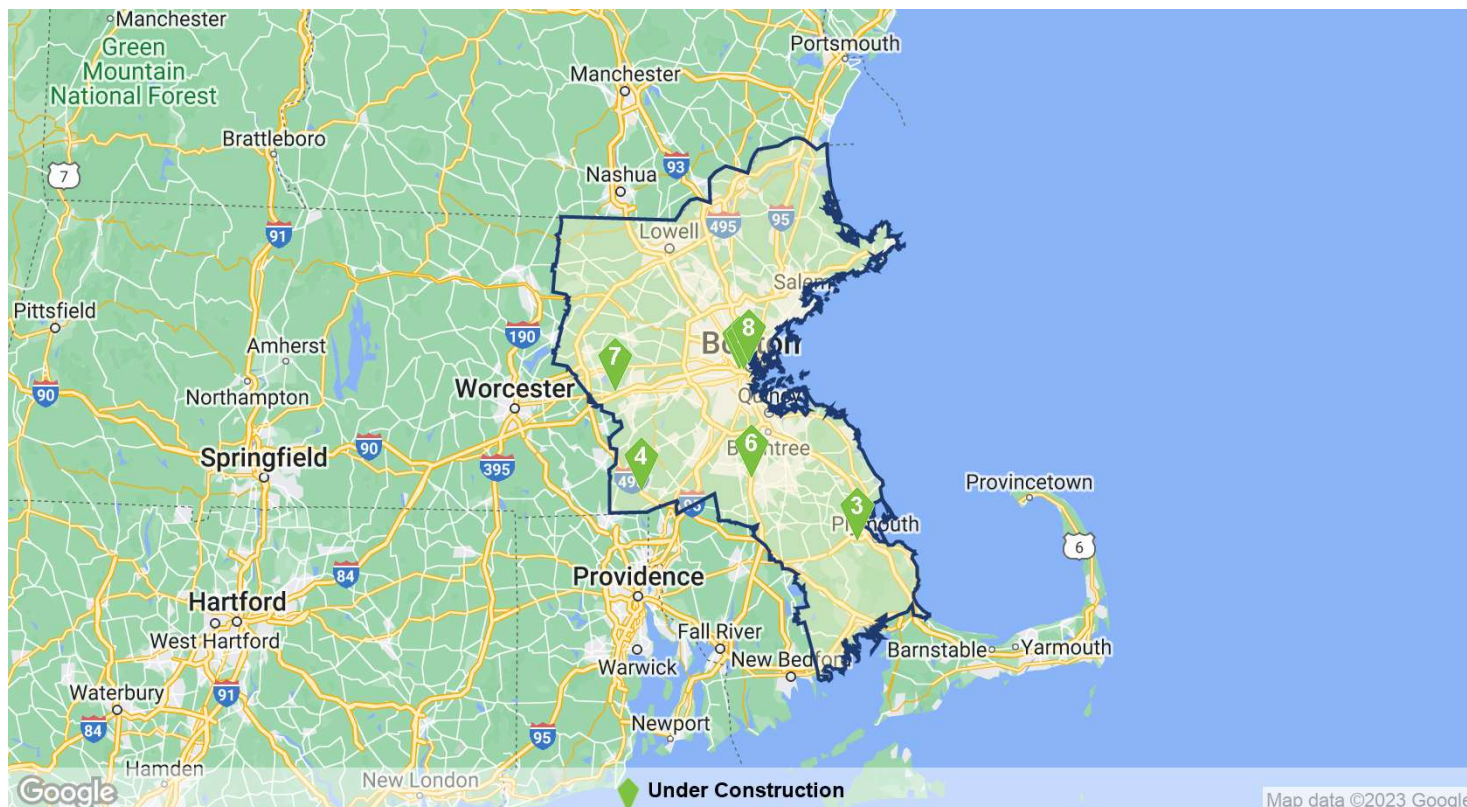 Manchester
Green
Mountain
National Forest
Portsmouth
Manchester
Brattleboro
93
7
Nashua
91
495
95
Lowell
Salem
Pittsfield
190
8
Boston
Amherst
7
Worcester
90
Northampton
Quincy
90
6
Braintree
Springfield
395
4
495
95
Provincetown
3
Plymouth
6
84
Providence
Hartford
West Hartford
Fall River
Barnstable
Yarmouth
Warwick
New Bedford
Waterbury
91
84
Newport
95
Hamden
New London
Google
Under Construction
Map data ©2023 Google